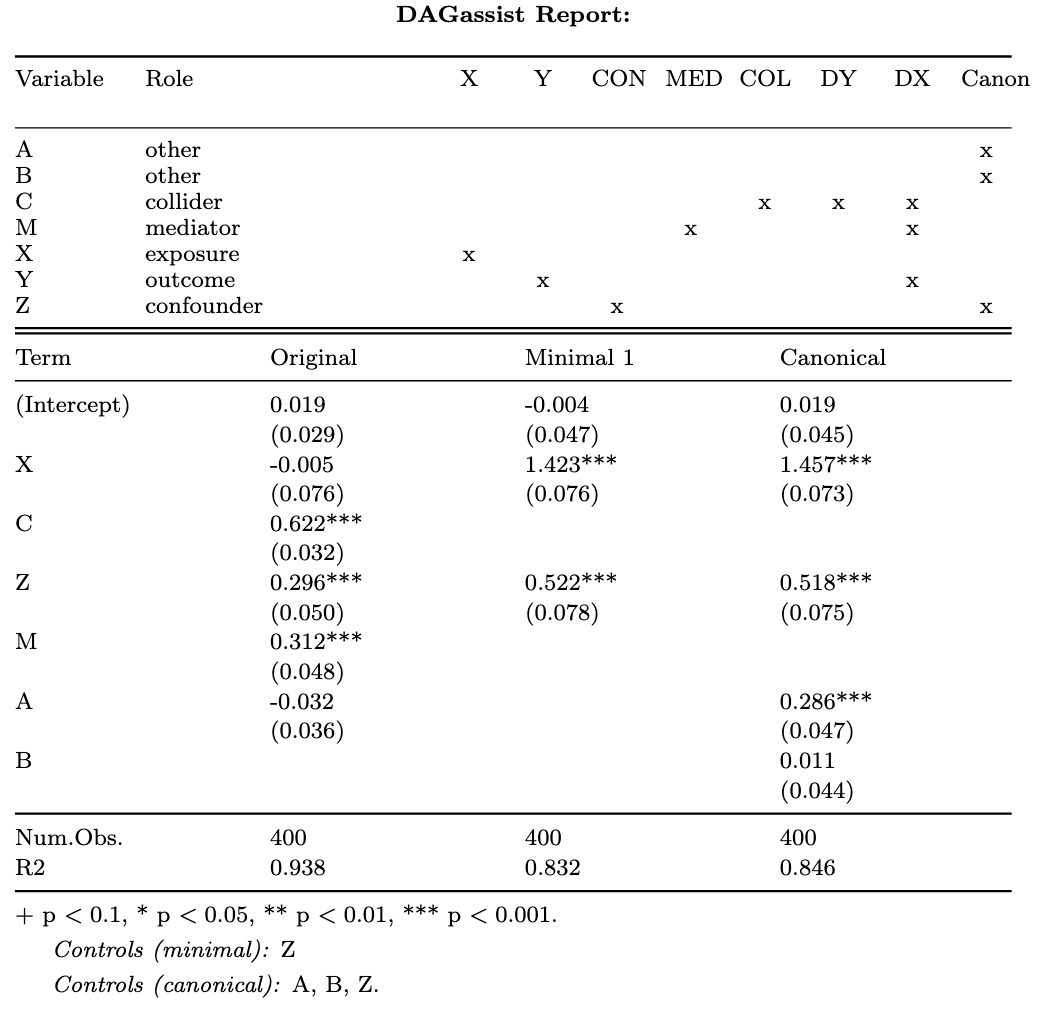 DAGassist Report:
Variable Role X Y CON MED COL DY DX Canon
A other x
B other x
C collider x x x
M mediator x x
X exposure x
Y outcome x x
Z confounder x x
Term Original Minimal 1 Canonical
(Intercept) 0.019 -0.004 0.019
(0.029) (0.047) (0.045)
X -0.005 1.423*** 1.457***
(0.076) (0.076) (0.073)
C 0.622***
(0.032)
Z 0.296*** 0.522*** 0.518***
(0.050) (0.078) (0.075)
M 0.312***
(0.048)
A -0.032 0.286***
(0.036) (0.047)
B 0.011
(0.044)
Num.Obs. 400 400 400
R2 0.938 0.832 0.846
+ p < 0.1, * p < 0.05, ** p < 0.01, *** p < 0.001.
Controls (minimal): Z
Controls (canonical): A, B, Z.